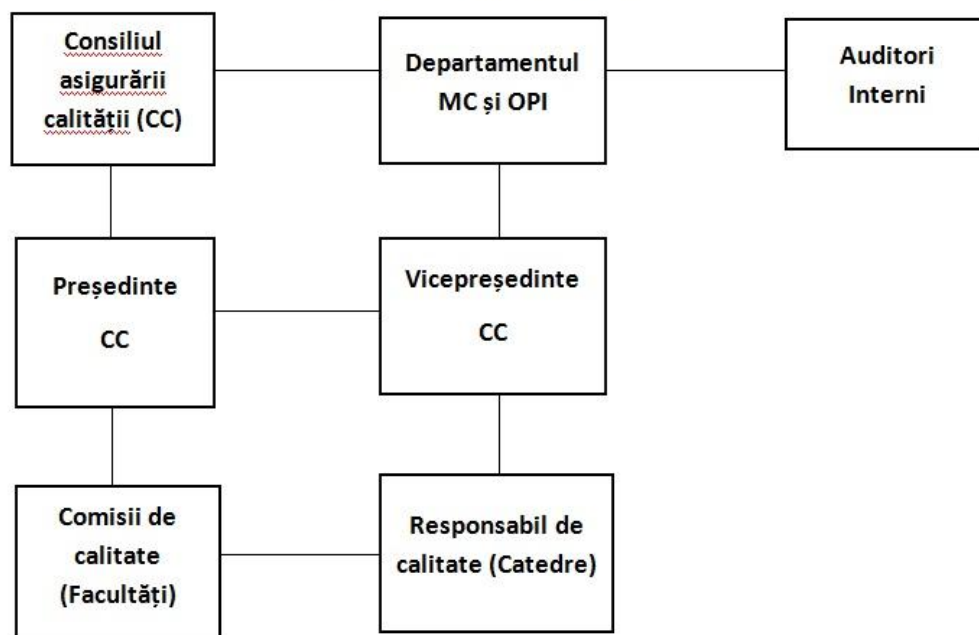 Consiliul
asigurării
calității (CC)
Departamentul
MC și OPI
Auditori
Interni
Președinte
CC
Vicepreședinte
CC
Comisii de
calitate
(Facultăți)
Responsabil de
calitate (Catedre)